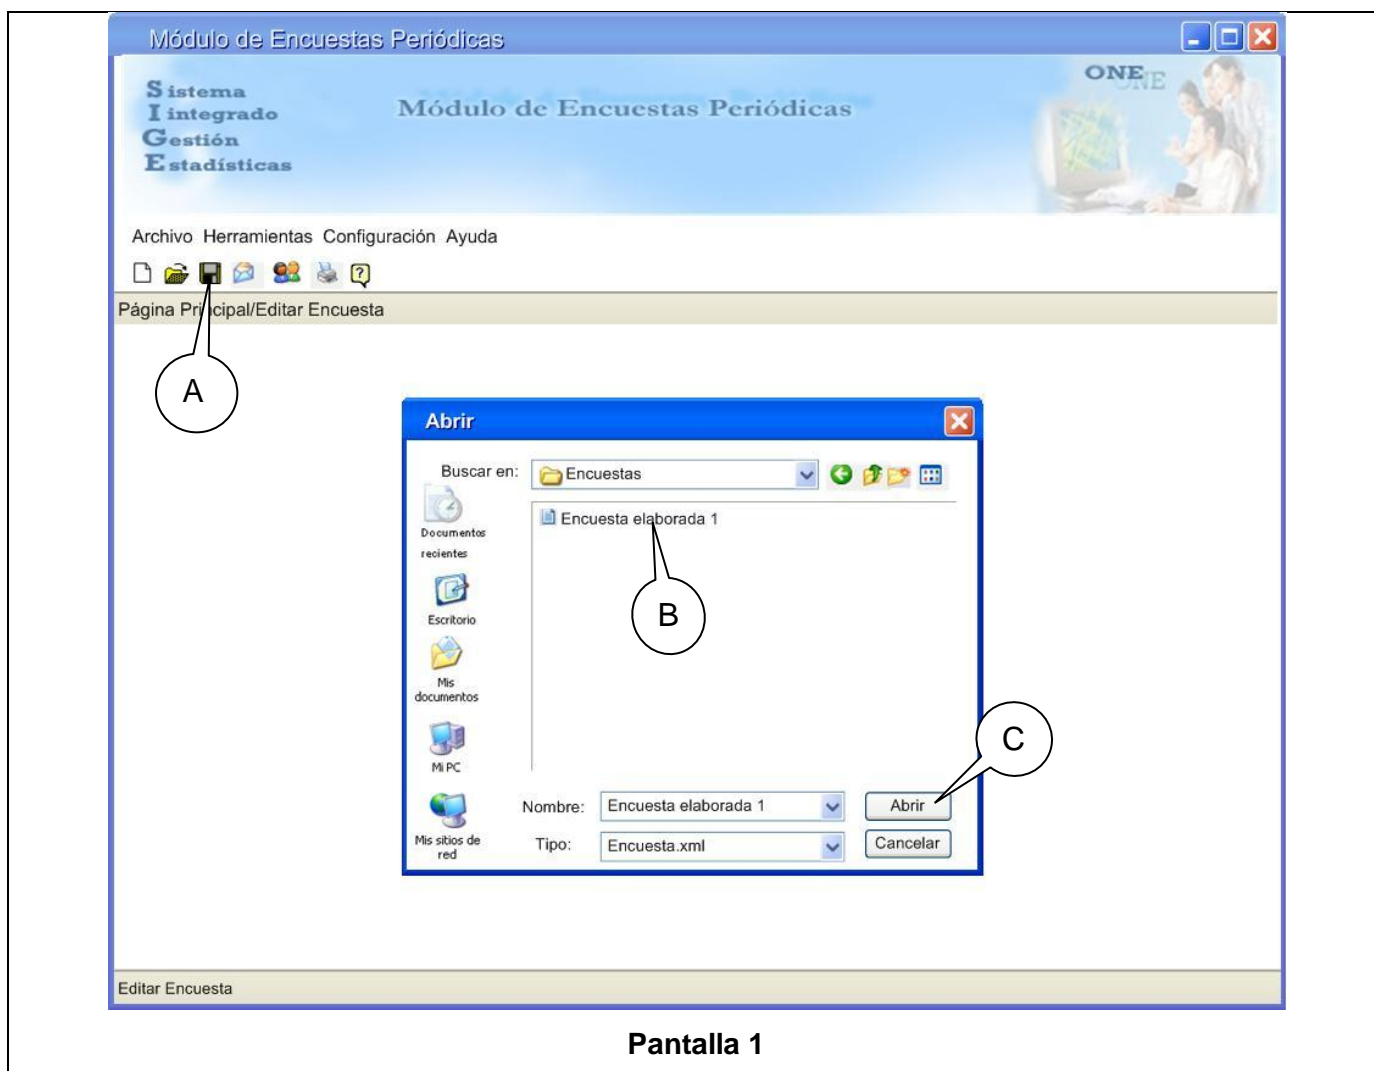 Módulo de Encuestas Periódicas
Sistema
Iintegrado
Gestión
Estadísticas
Módulo de Encuestas Periódicas
ONE
Archivo Herramientas Configuración Ayuda
Página Principal/Editar Encuesta
A
Abrir
Buscar en: Encuestas
Documentos
recientes
Encuesta elaborada 1
Escritorio
B
Mis
documentos
C
Mi PC
Nombre: Encuesta elaborada 1 Abrir
Mis sitios de
red
Tipo: Encuesta.xml Cancelar
Editar Encuesta
Pantalla 1